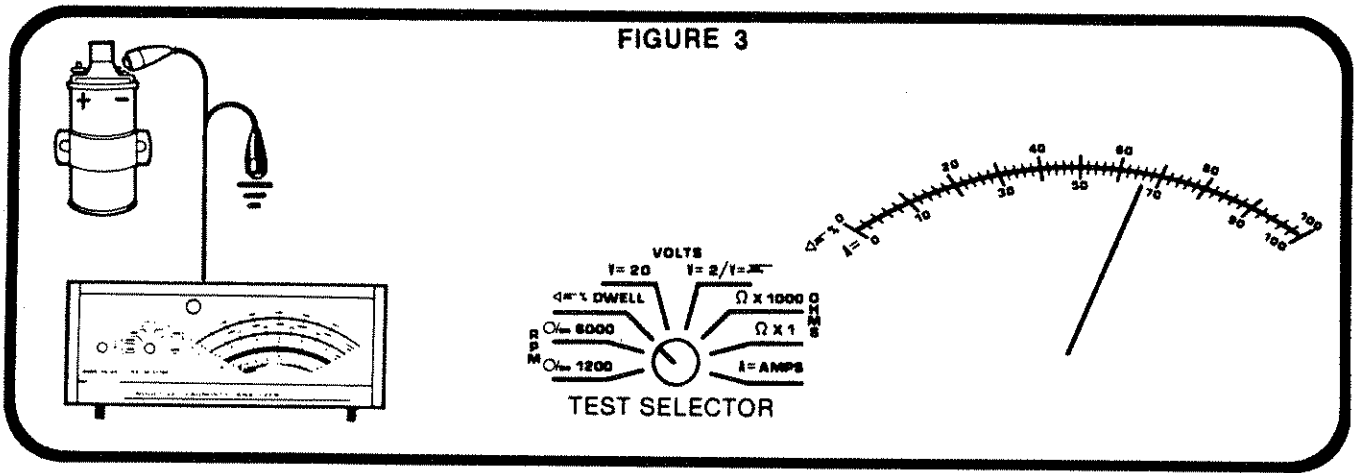 FIGURE 3
+ −
VOLTS
20
2/
% DWELL
Ω X 1000
OHMS
RPM
6000
Ω X 1
1200
AMPS
TEST SELECTOR
% 0 20 40 60 80 100
0 10 30 50 70 90 100